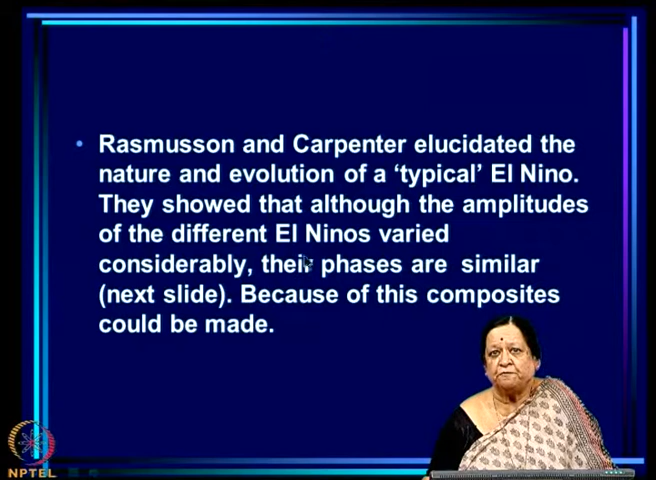 • Rasmusson and Carpenter elucidated the
nature and evolution of a ‘typical’ El Nino.
They showed that although the amplitudes
of the different El Ninos varied
considerably, their phases are similar
(next slide). Because of this composites
could be made.
NPTEL